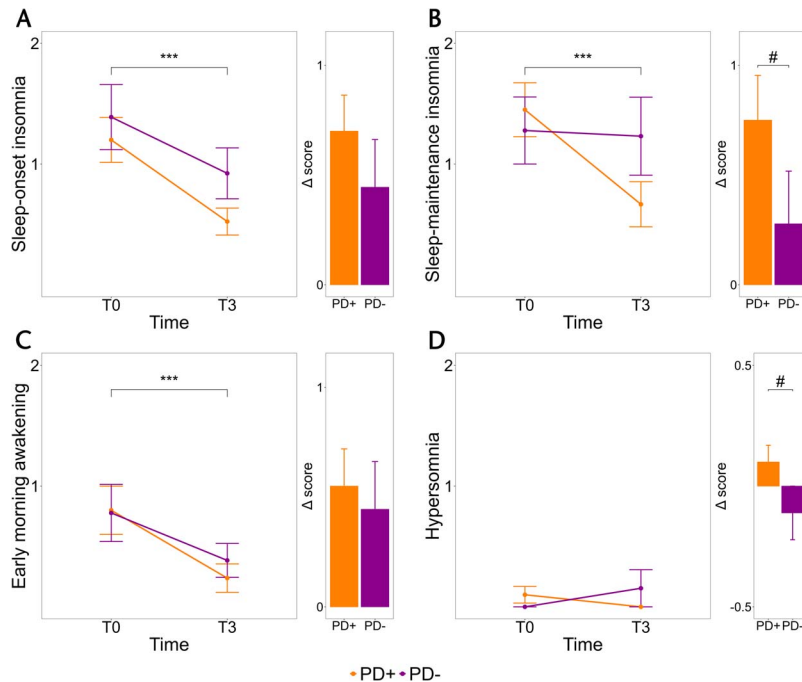 A
Sleep-onset insomnia
2
1
***
T0 T3
Time
Δ score
1
0
PD+ PD-
B
Sleep-maintenance insomnia
2
1
***
T0 T3
Time
Δ score
1
0
#
PD+ PD-
C
Early morning awakening
2
1
***
T0 T3
Time
Δ score
1
0
PD+ PD-
D
Hypersomnia
2
1
T0 T3
Time
Δ score
0.5
-0.5
#
PD+ PD-
PD+ PD-